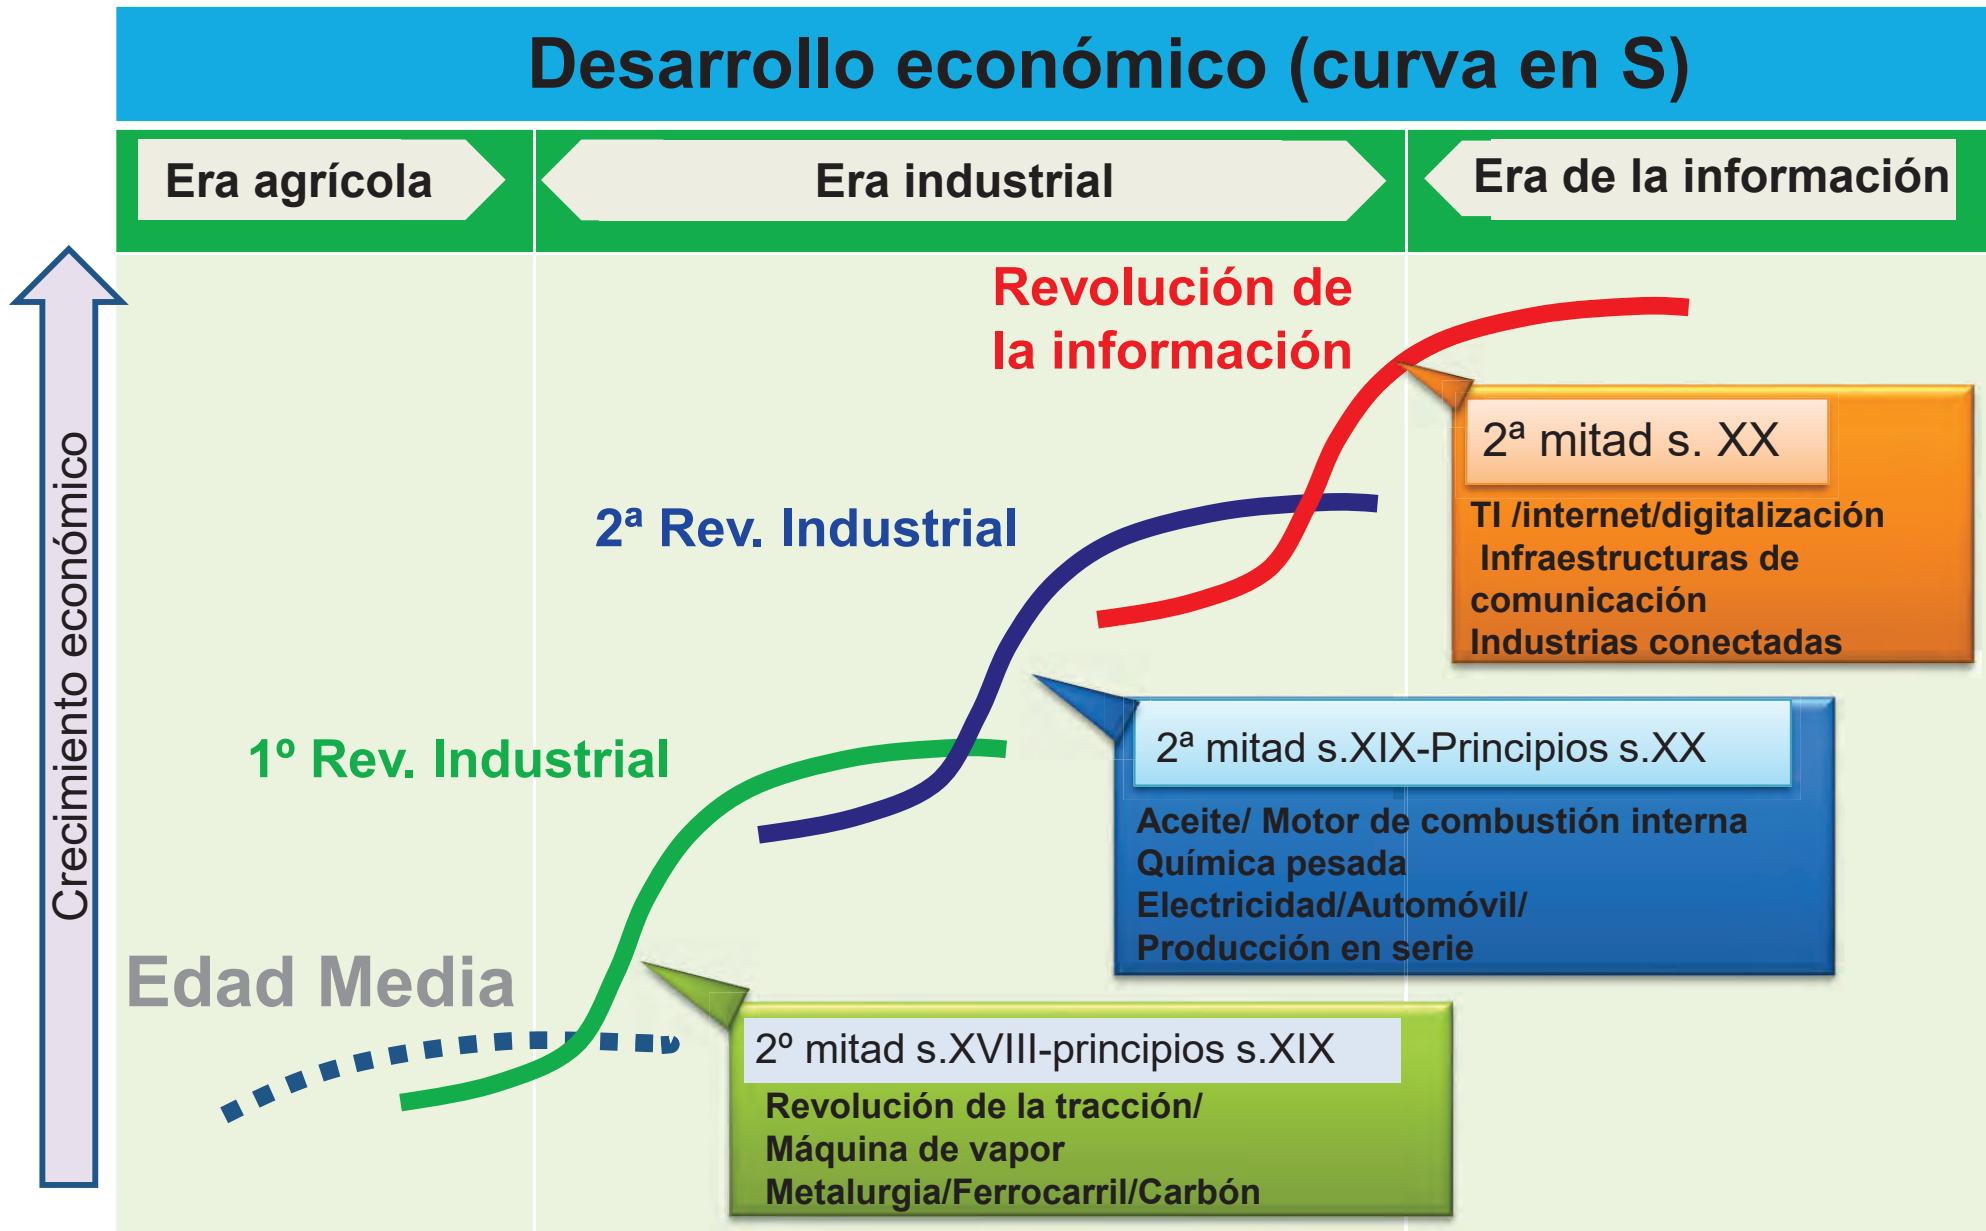 Desarrollo económico (curva en S)
Era agrícola
Era industrial
Era de la información
Crecimiento económico
Revolución de
la información
2ª mitad s. XX
TI /internet/digitalización
Infraestructuras de
comunicación
Industrias conectadas
2ª Rev. Industrial
2ª mitad s.XIX-Principios s.XX
Aceite/ Motor de combustión interna
Química pesada
Electricidad/Automóvil/
Producción en serie
1º Rev. Industrial
Edad Media
2º mitad s.XVIII-principios s.XIX
Revolución de la tracción/
Máquina de vapor
Metalurgia/Ferrocarril/Carbón